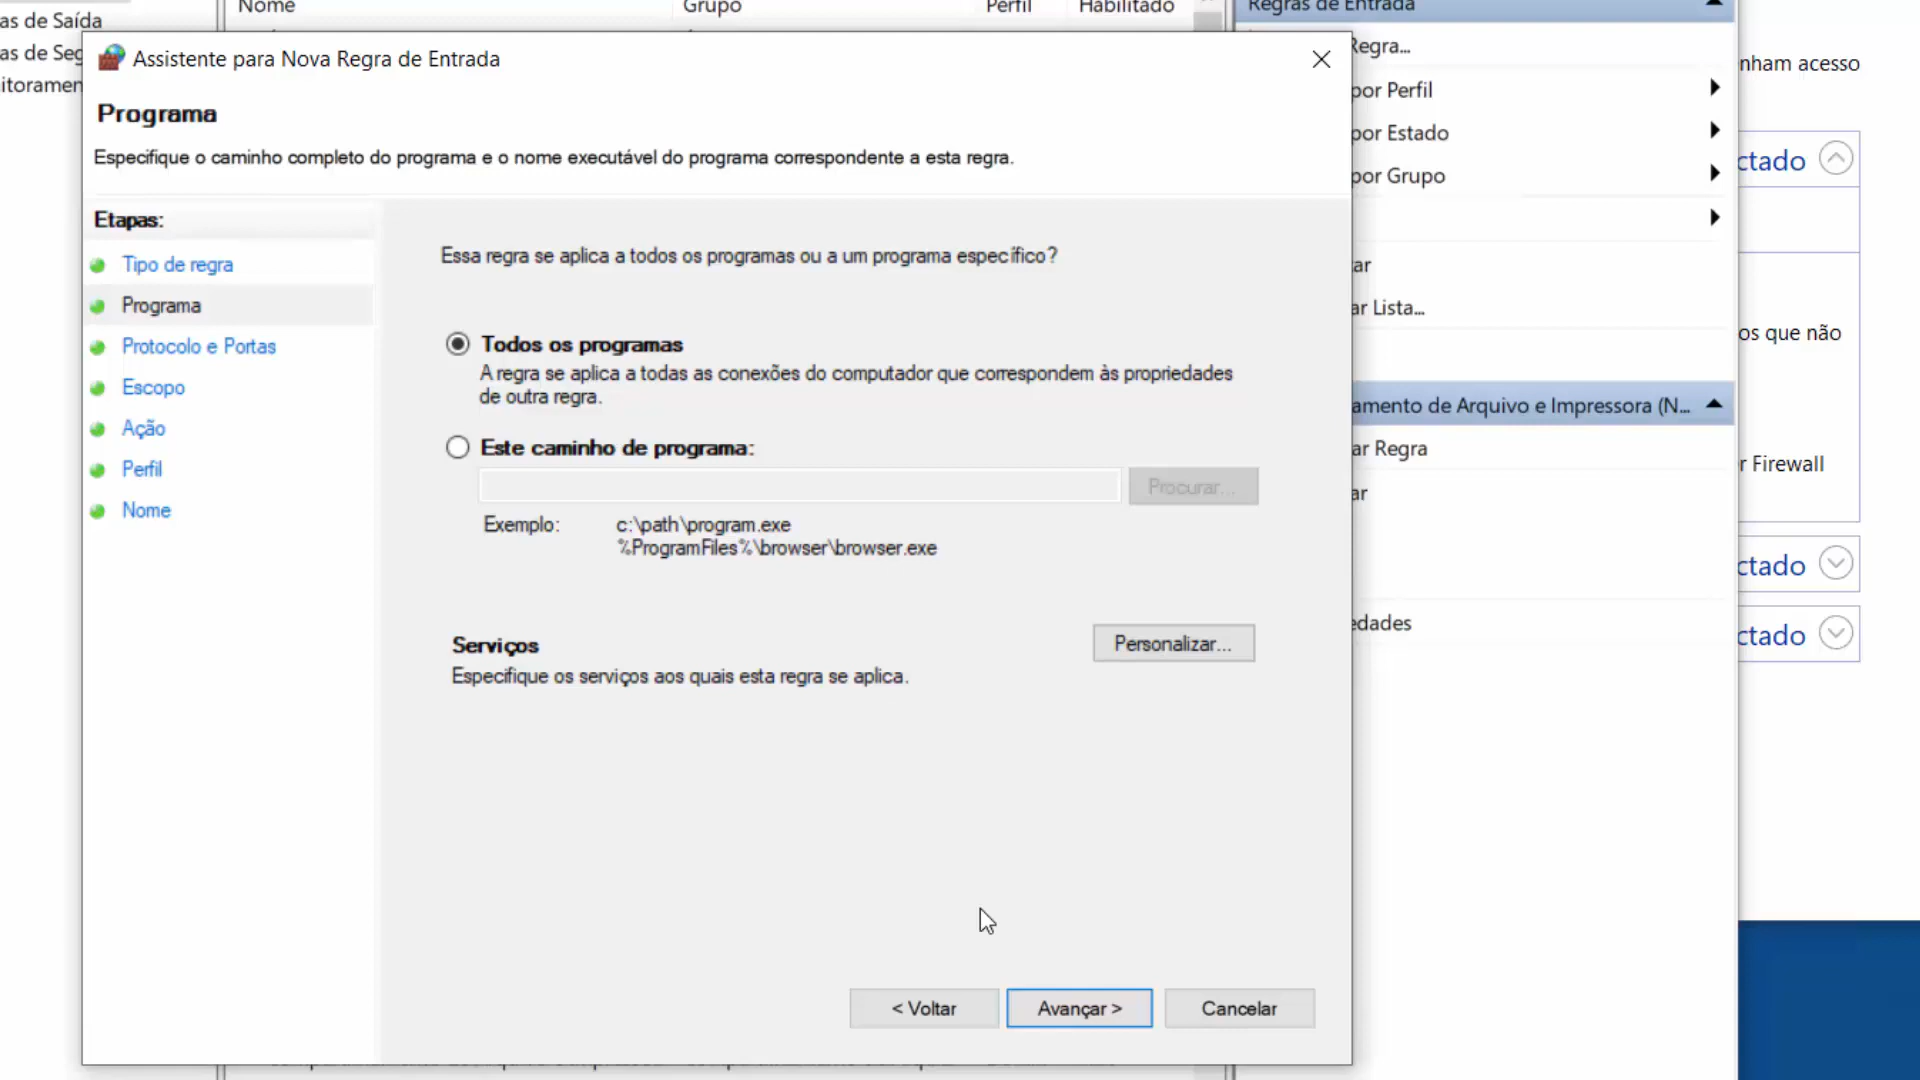 as de Saída
as de Seg
itoramen
Nome Grupo Perfil Habilitado
Regras de Entrada
Regra...
por Perfil
por Estado
por Grupo
ar
ar Lista...
amento de Arquivo e Impressora (N...
ar Regra
ar
edades
nham acesso
ctado
os que não
r Firewall
ctado
ctado
Assistente para Nova Regra de Entrada
Programa
Especifique o caminho completo do programa e o nome executável do programa correspondente a esta regra.
Etapas:
Tipo de regra
Programa
Protocolo e Portas
Escopo
Ação
Perfil
Nome
Essa regra se aplica a todos os programas ou a um programa específico?
Todos os programas
A regra se aplica a todas as conexões do computador que correspondem às propriedades
de outra regra.
Este caminho de programa:
Procurar...
Exemplo: c:\path\program.exe
%ProgramFiles%\browser\browser.exe
Serviços
Personalizar...
Especifique os serviços aos quais esta regra se aplica.
< Voltar
Avançar >
Cancelar